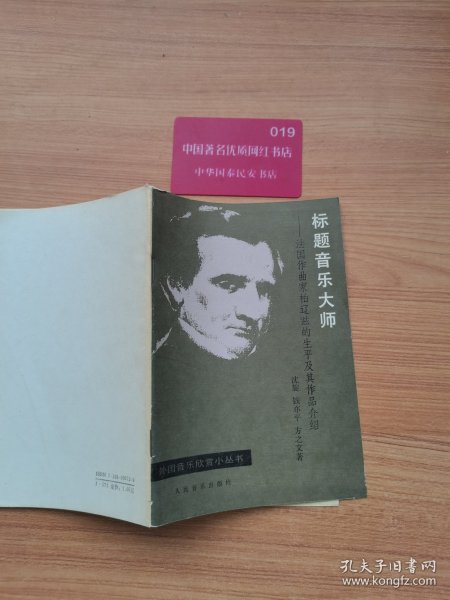 019
中国著名优质网红书店
中华国泰民安书店
标题音乐大师
——法国作曲家柏辽兹的生平及其作品介绍
沈旋 钱亦平 方之文著
外国音乐欣赏小丛书
人民音乐出版社
孔夫子旧书网
www.kongfz.com